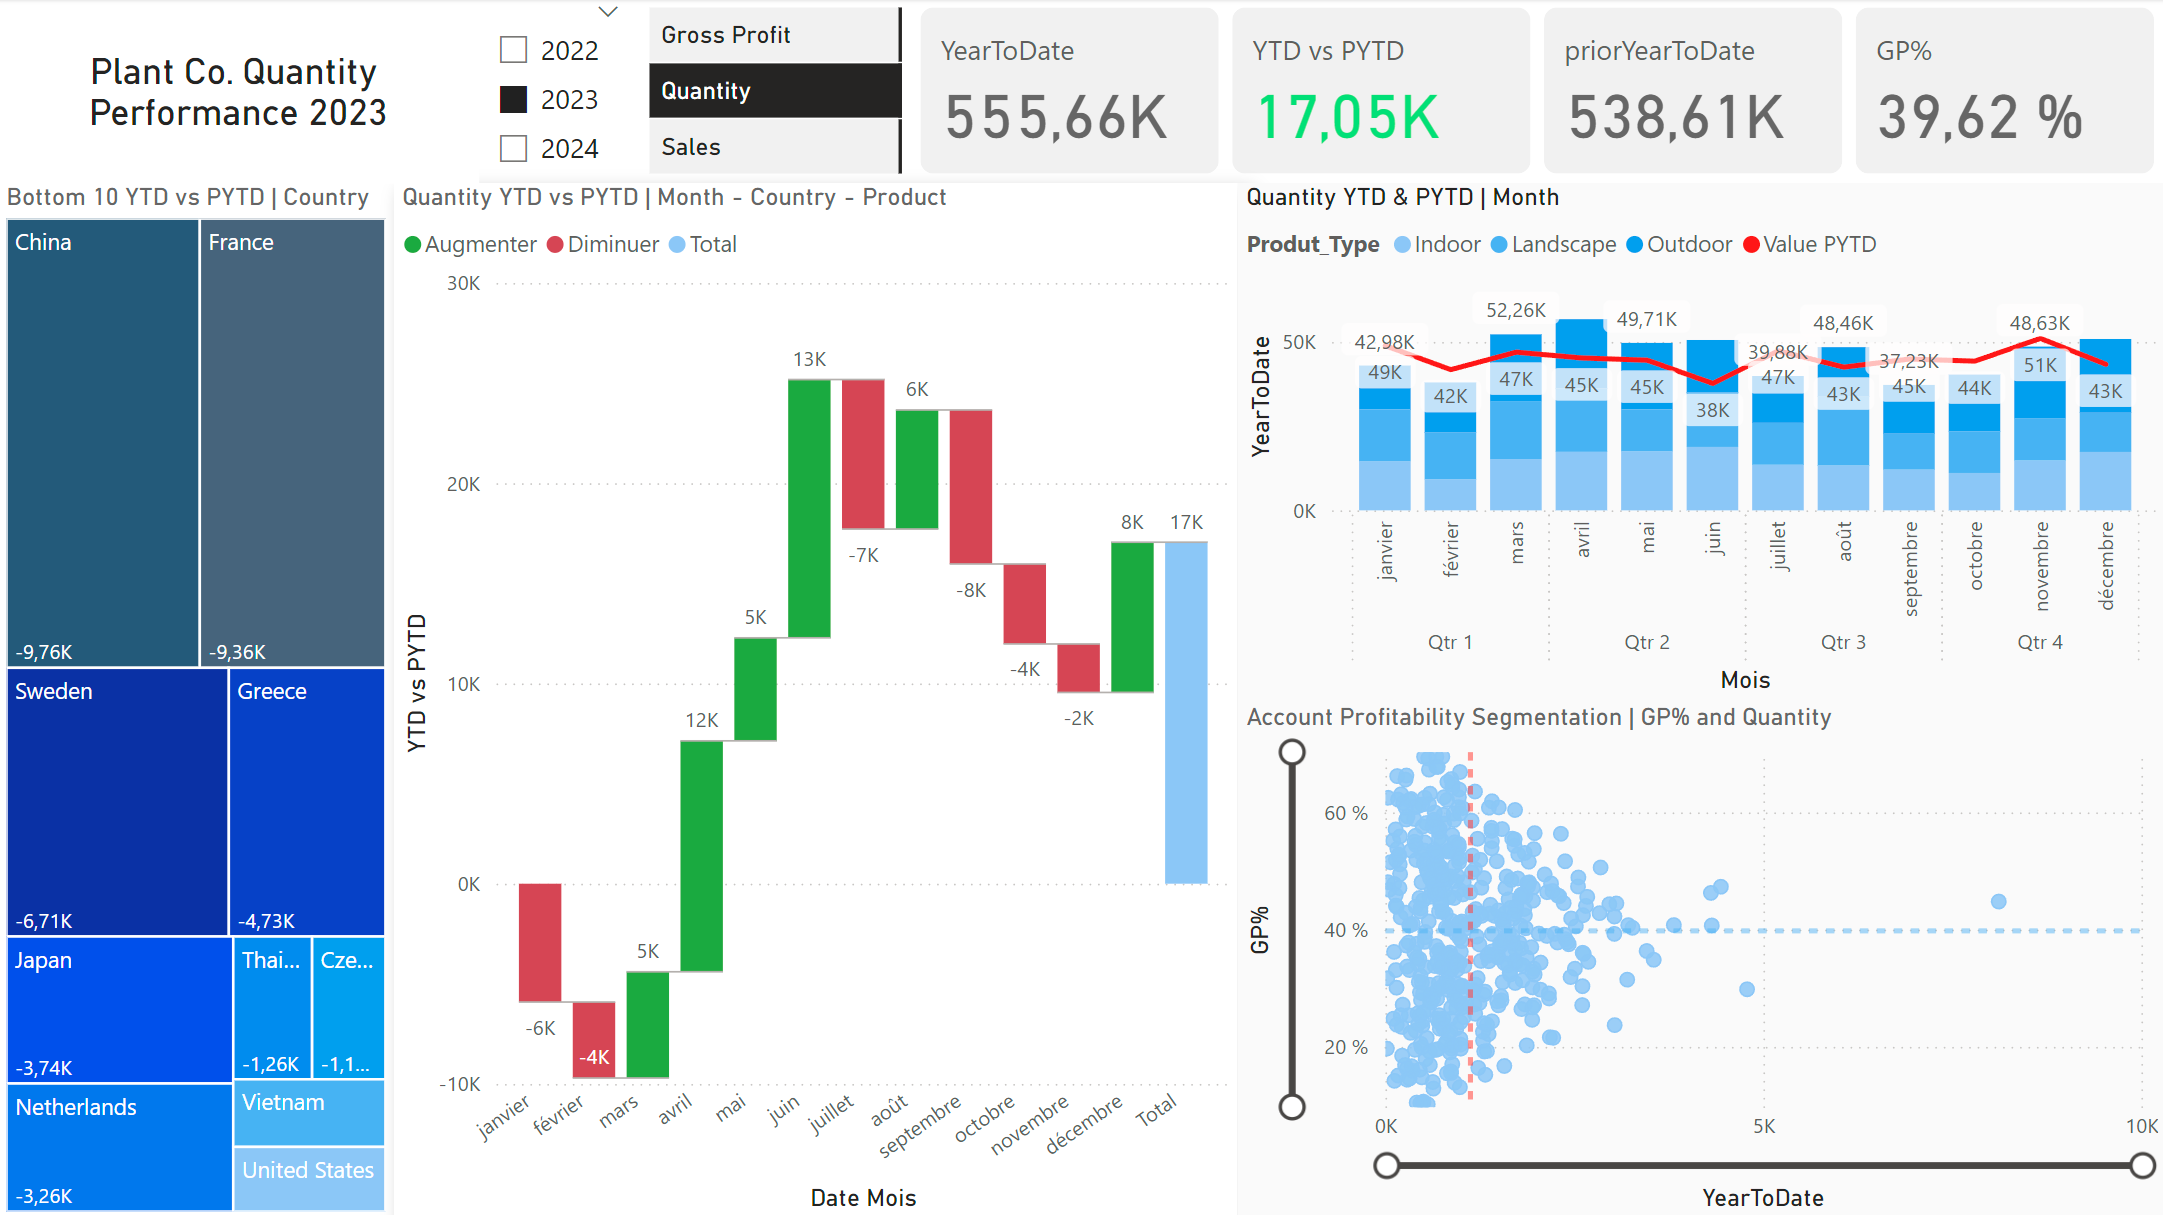 Plant Co. Quantity
Performance 2023
2022
2023
2024
Gross Profit
Quantity
Sales
YearToDate
555,66K
YTD vs PYTD
17,05K
priorYearToDate
538,61K
GP%
39,62 %
Bottom 10 YTD vs PYTD | Country
China
-9,76K
France
-9,36K
Sweden
-6,71K
Greece
-4,73K
Japan
-3,74K
Thai...
-1,26K
Cze...
-1,1...
Netherlands
-3,26K
Vietnam
United States
Quantity YTD vs PYTD | Month - Country - Product
Augmenter Diminuer Total
YTD vs PYTD
30K
20K
10K
0K
-10K
-6K
-4K
5K
12K
5K
13K
-7K
6K
-8K
-4K
-2K
8K
17K
janvier
février
mars
avril
mai
juin
juillet
août
septembre
octobre
novembre
décembre
Total
Date Mois
Quantity YTD & PYTD | Month
Produt_Type Indoor Landscape Outdoor Value PYTD
YearToDate
50K
0K
42,98K
52,26K
49,71K
39,88K
48,46K
37,23K
48,63K
49K
42K
47K
45K
45K
38K
47K
43K
45K
44K
51K
43K
janvier
février
mars
avril
mai
juin
juillet
août
septembre
octobre
novembre
décembre
Qtr 1
Qtr 2
Qtr 3
Qtr 4
Mois
Account Profitability Segmentation | GP% and Quantity
GP%
60 %
40 %
20 %
0K
5K
10K
YearToDate